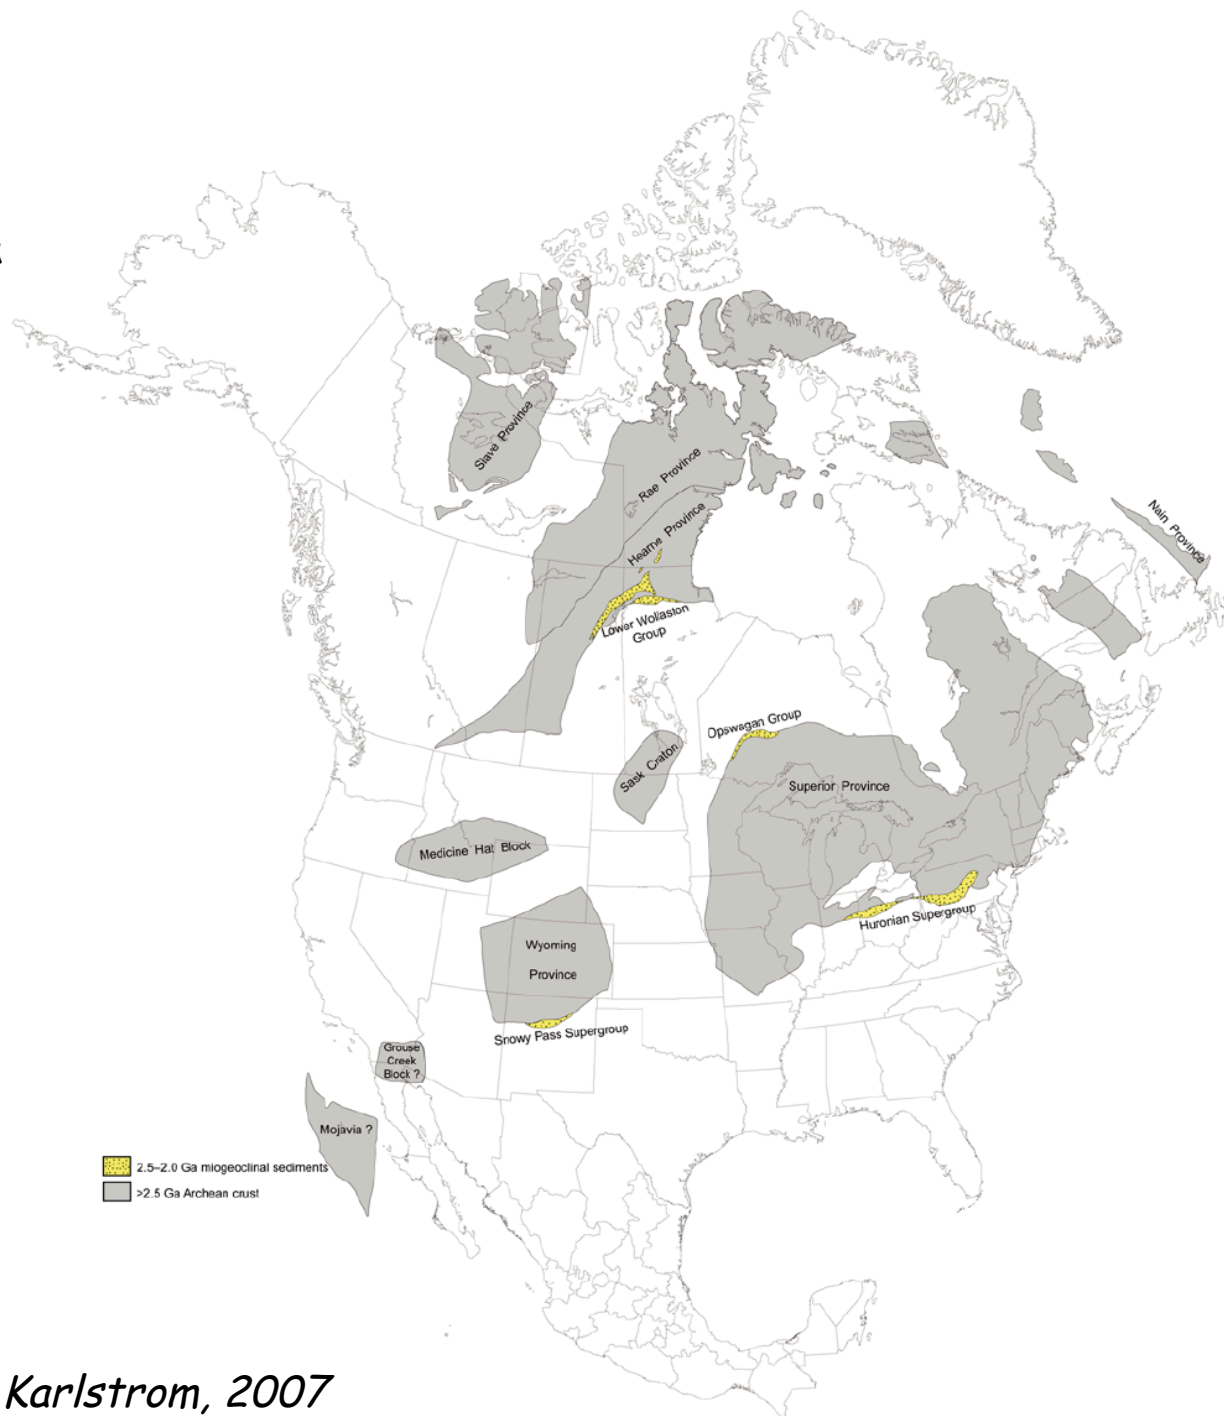 Slave Province
Rae Province
Hearne Province
Nain Province
Lower Wollaston
Group
Opswagan Group
Sask Craton
Superior Province
Medicine Hat Block
Huronian Supergroup
Wyoming
Province
Snowy Pass Supergroup
Grouse
Creek
Block ?
Mojavia ?
2.5–2.0 Ga miogeoclinal sediments
>2.5 Ga Archean crust
Karlstrom, 2007